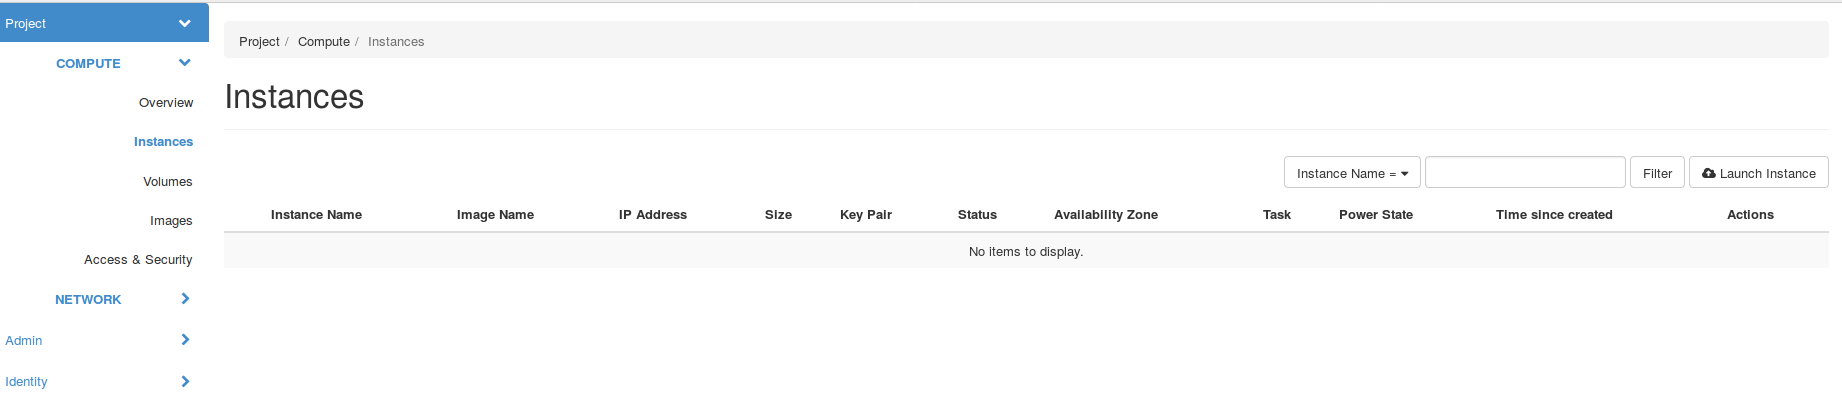 Project
COMPUTE
Overview
Instances
Volumes
Images
Access & Security
NETWORK
Admin
Identity
Project / Compute / Instances
Instances
Instance Name = Filter Launch Instance
Instance Name Image Name IP Address Size Key Pair Status Availability Zone Task Power State Time since created Actions
No items to display.